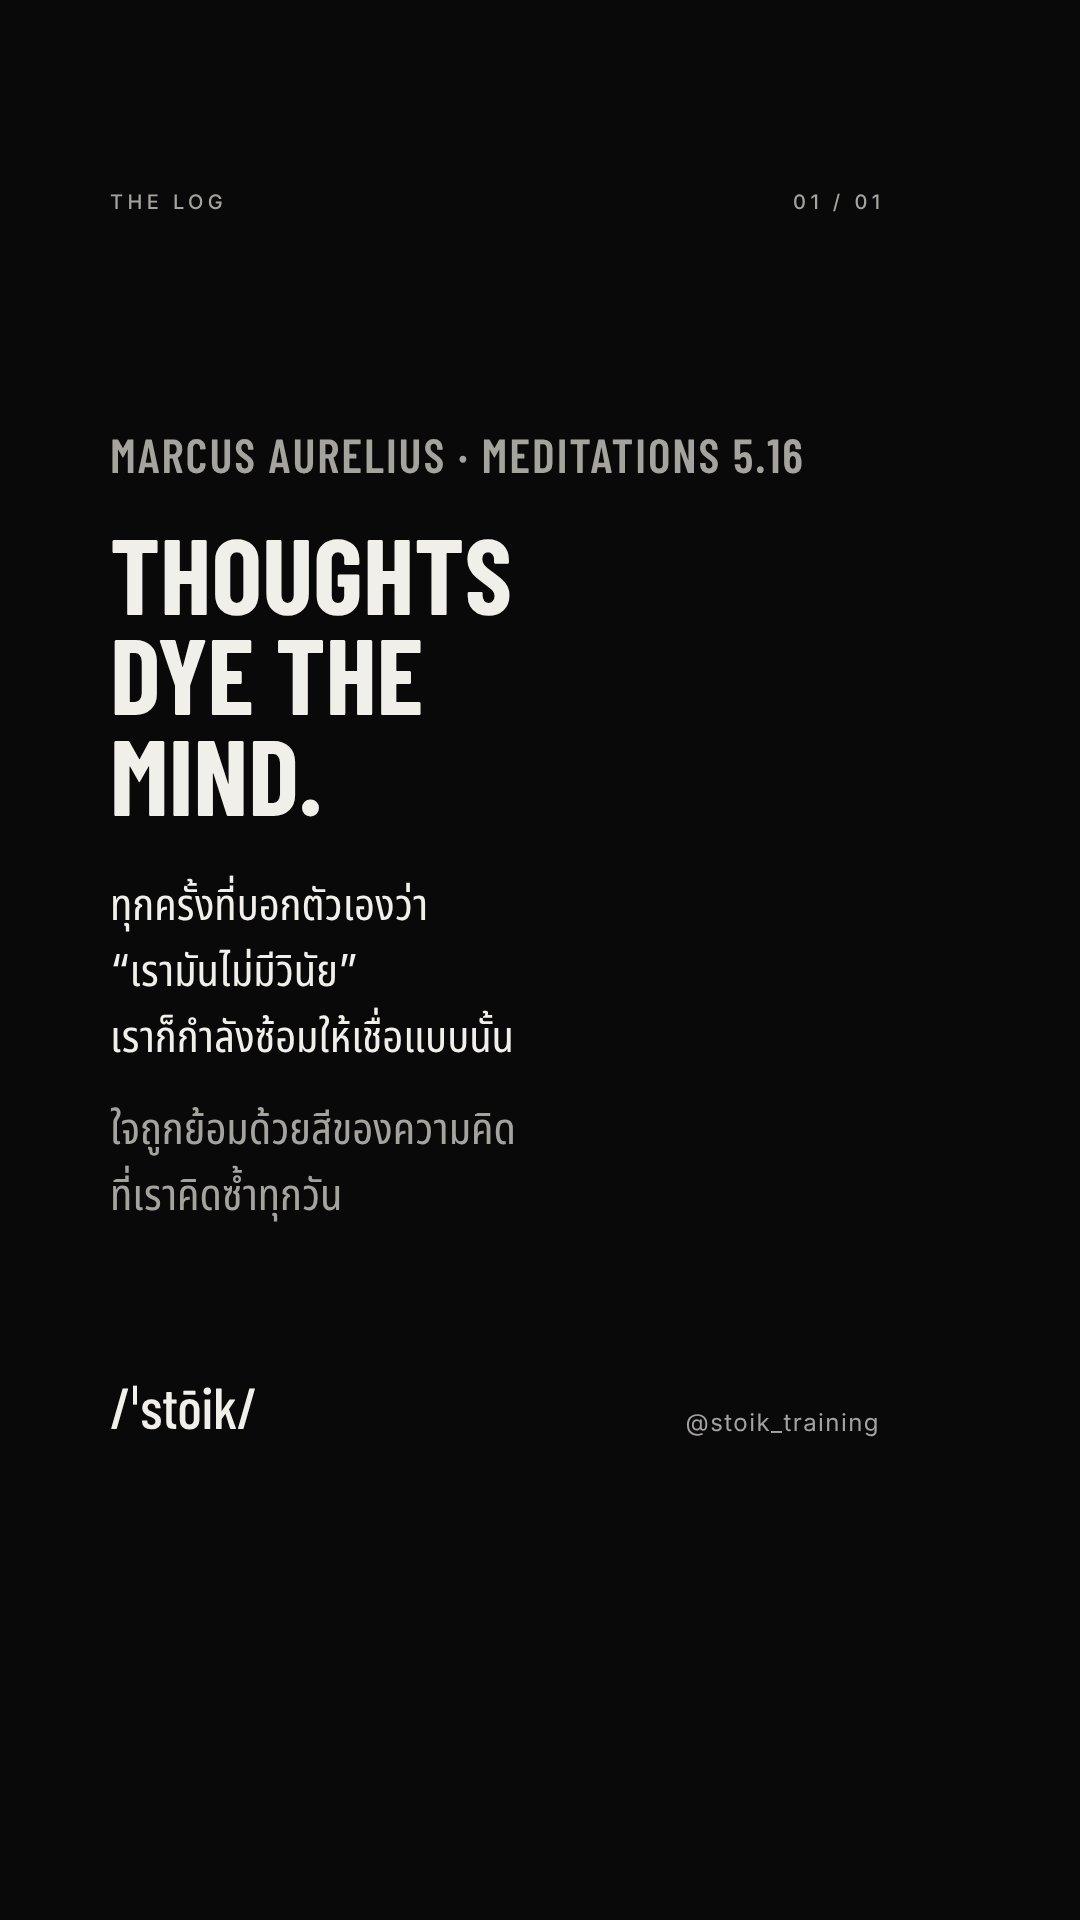 THE LOG
01 / 01
MARCUS AURELIUS · MEDITATIONS 5.16
THOUGHTS
DYE THE
MIND.
ทุกครั้งที่บอกตัวเองว่า
“เรามันไม่มีวินัย”
เราก็กำลังซ้อมให้เชื่อแบบนั้น
ใจถูกย้อมด้วยสีของความคิด
ที่เราคิดซ้ำทุกวัน
/ˈstōik/
@stoik_training